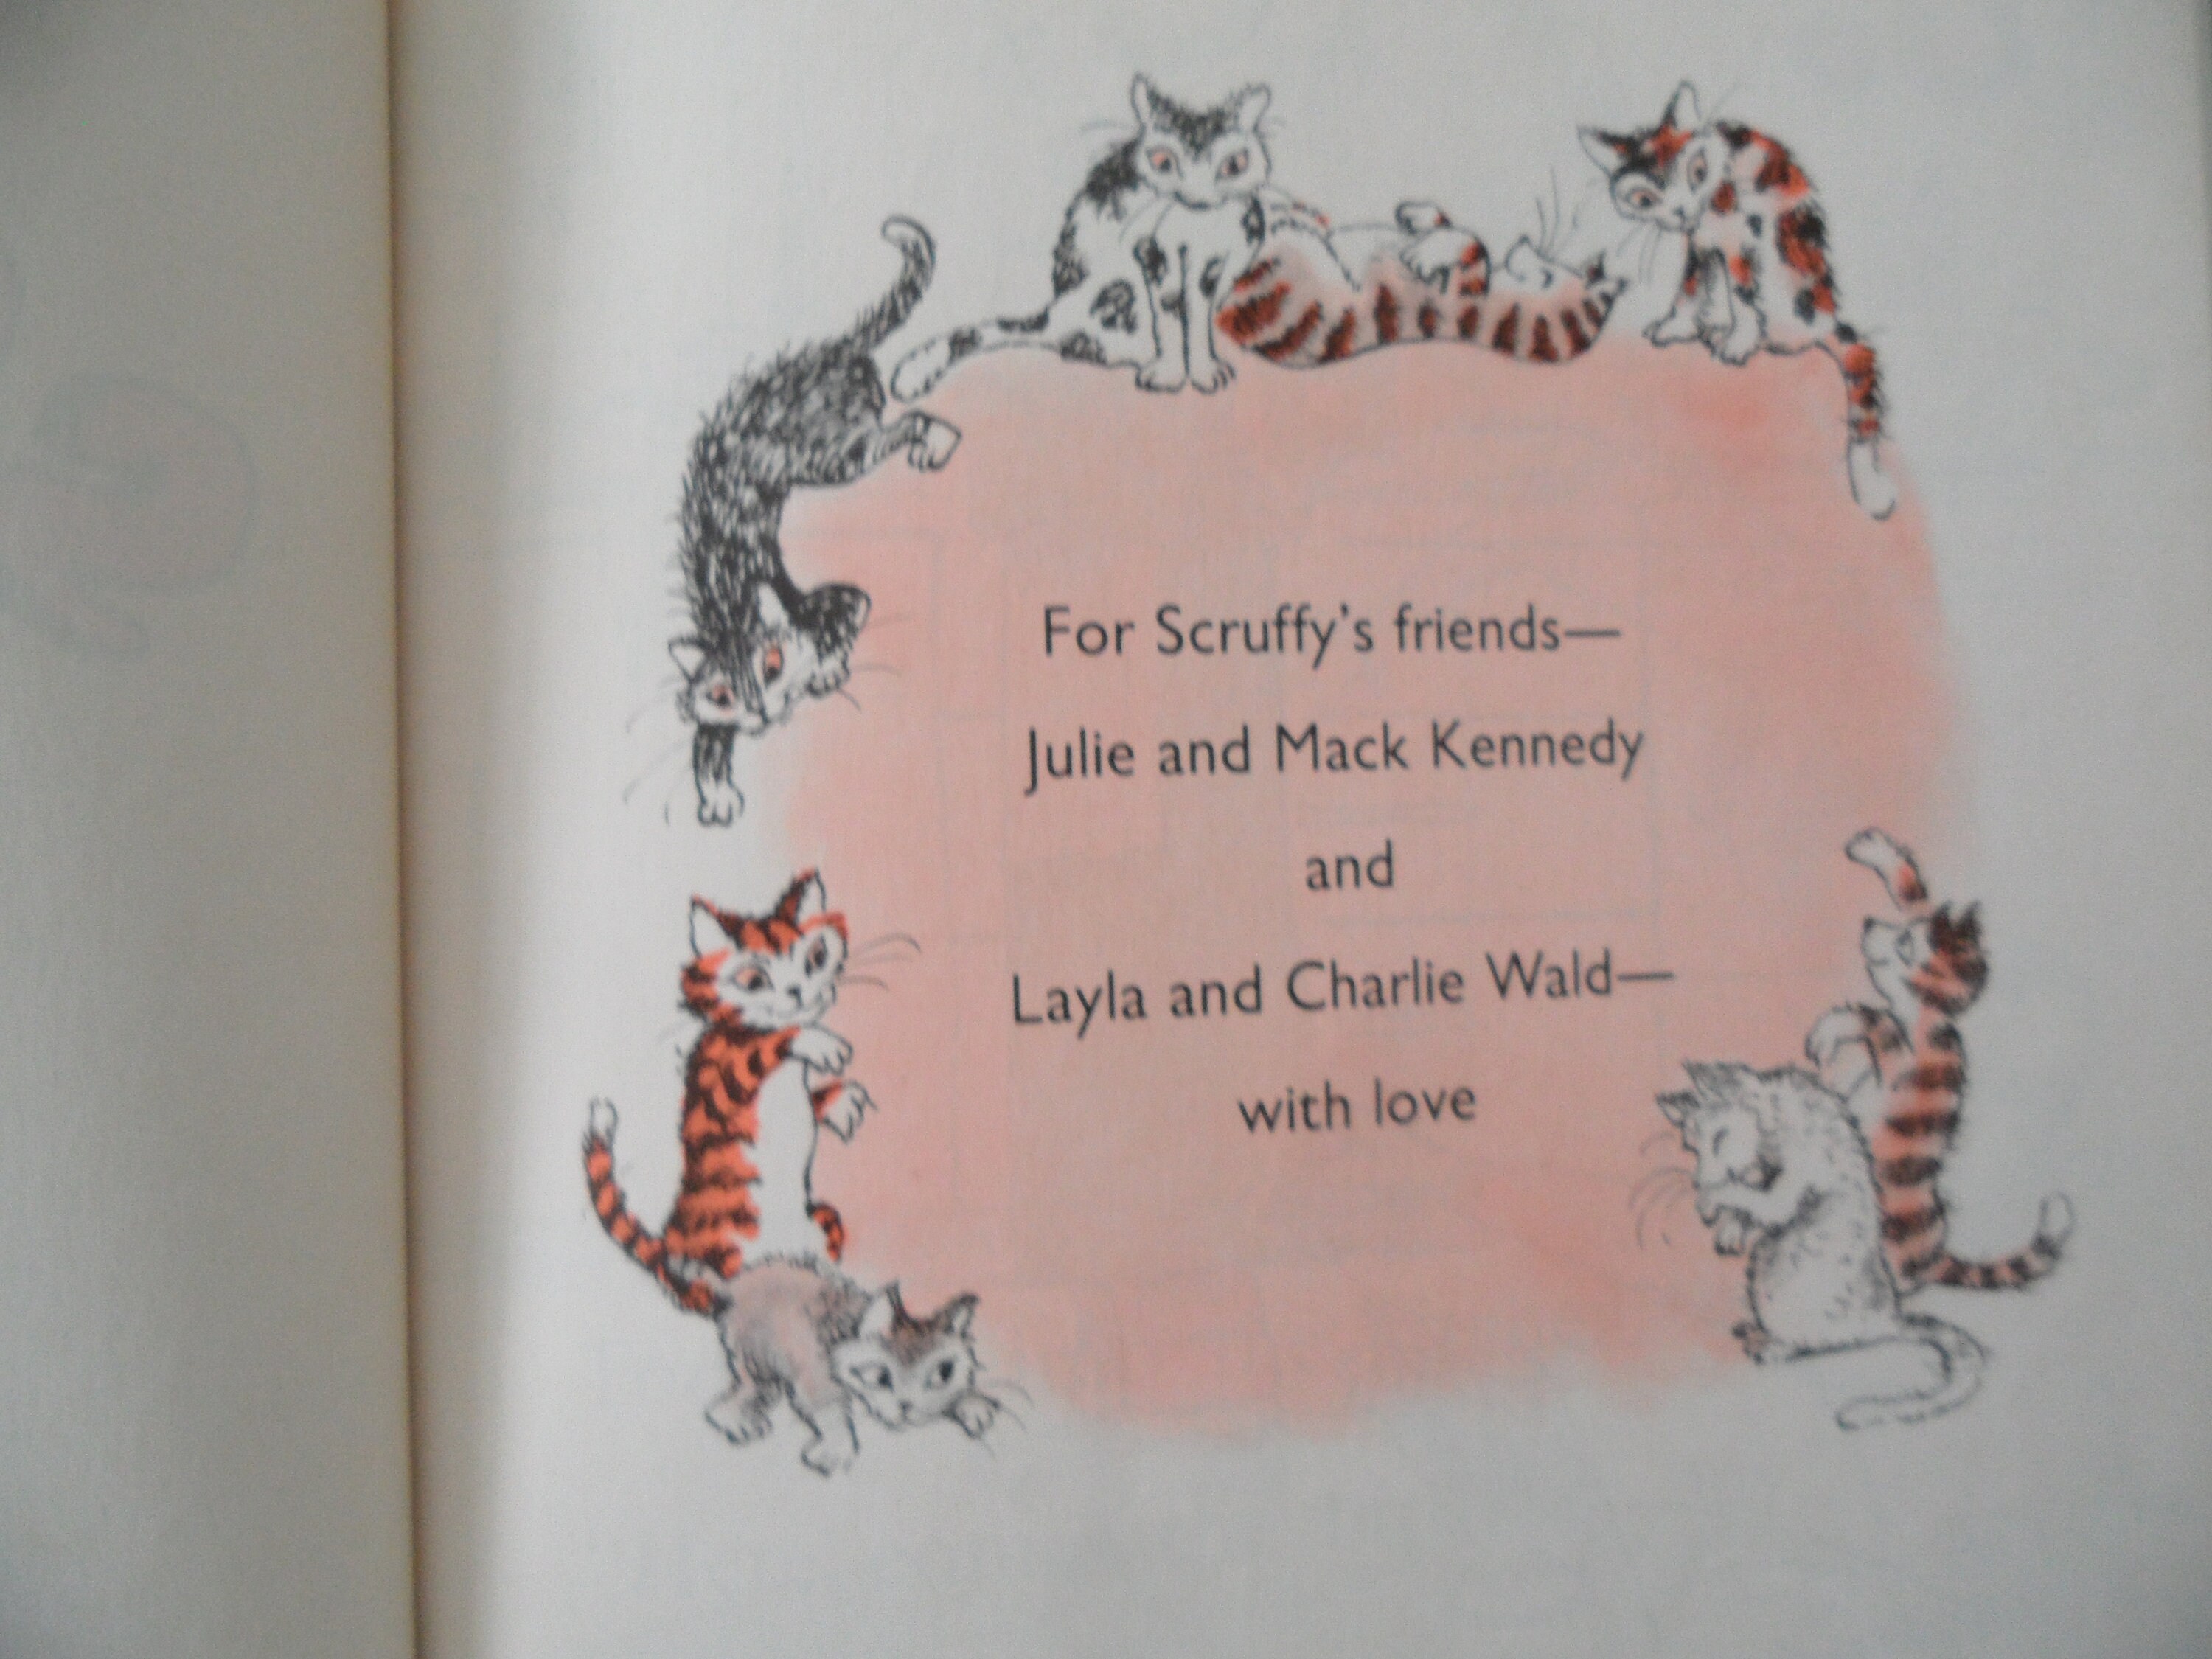 For Scruffy's friends—
Julie and Mack Kennedy
and
Layla and Charlie Wald—
with love